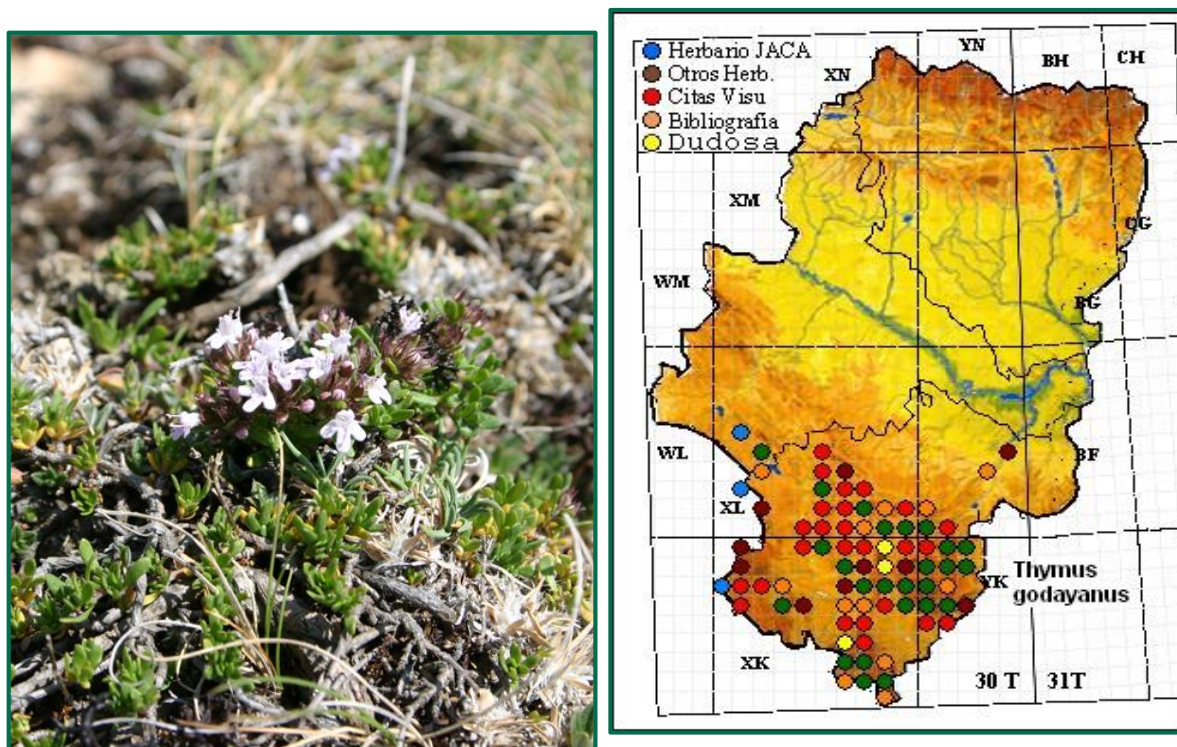 Herbario JACA
Otros Herb.
Citas Visu
Bibliografia
Dudosa
YN
BH
CH
XN
XM
CG
WM
BG
WL
BF
XL
YK
Thymus
godayanus
XK
30 T
31T